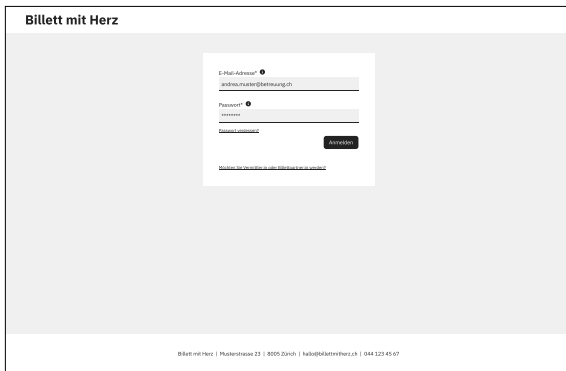 Billett mit Herz
E-Mail-Adresse*
andrea.muster@betreuung.ch
Passwort*
********
Passwort vergessen?
Anmelden
Möchten Sie Vermittler:in oder Billettpartner:in werden?
Billett mit Herz | Musterstrasse 23 | 8005 Zürich | hallo@billettmitherz.ch | 044 123 45 67